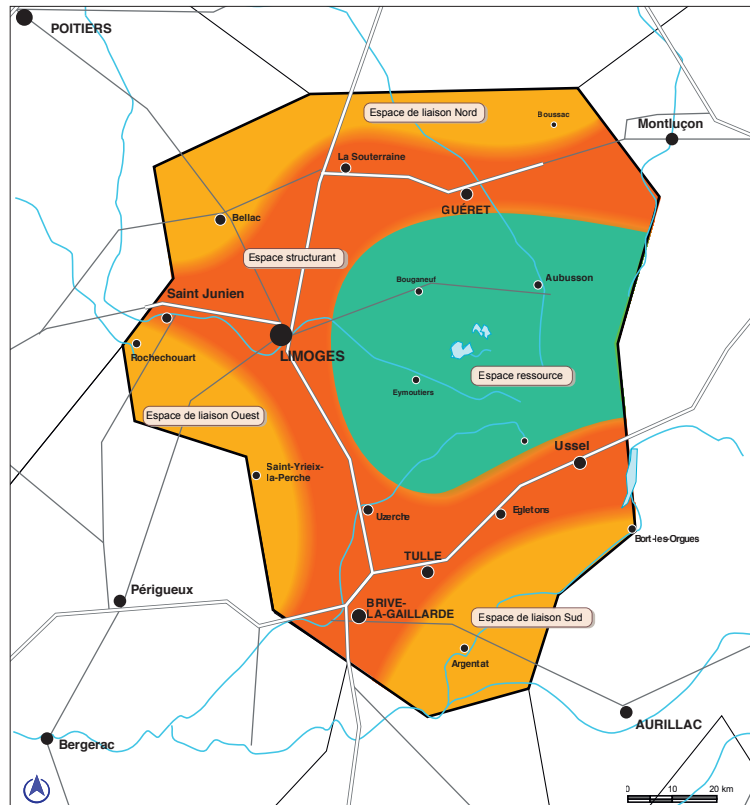 POITIERS
Espace de liaison Nord
Boussac
Montluçon
La Souterraine
GUÉRET
Bellac
Espace structurant
Bouganeuf
Aubusson
Saint Junien
LIMOGES
Rochechouart
Espace ressource
Eymoutiers
Espace de liaison Ouest
Ussel
Saint-Yrieix-
la-Perche
Uzerche
Egletons
Bort-les-Orgues
TULLE
Périgueux
BRIVE-
LA-GAILLARDE
Espace de liaison Sud
Argentat
AURILLAC
Bergerac
0 10 20 km